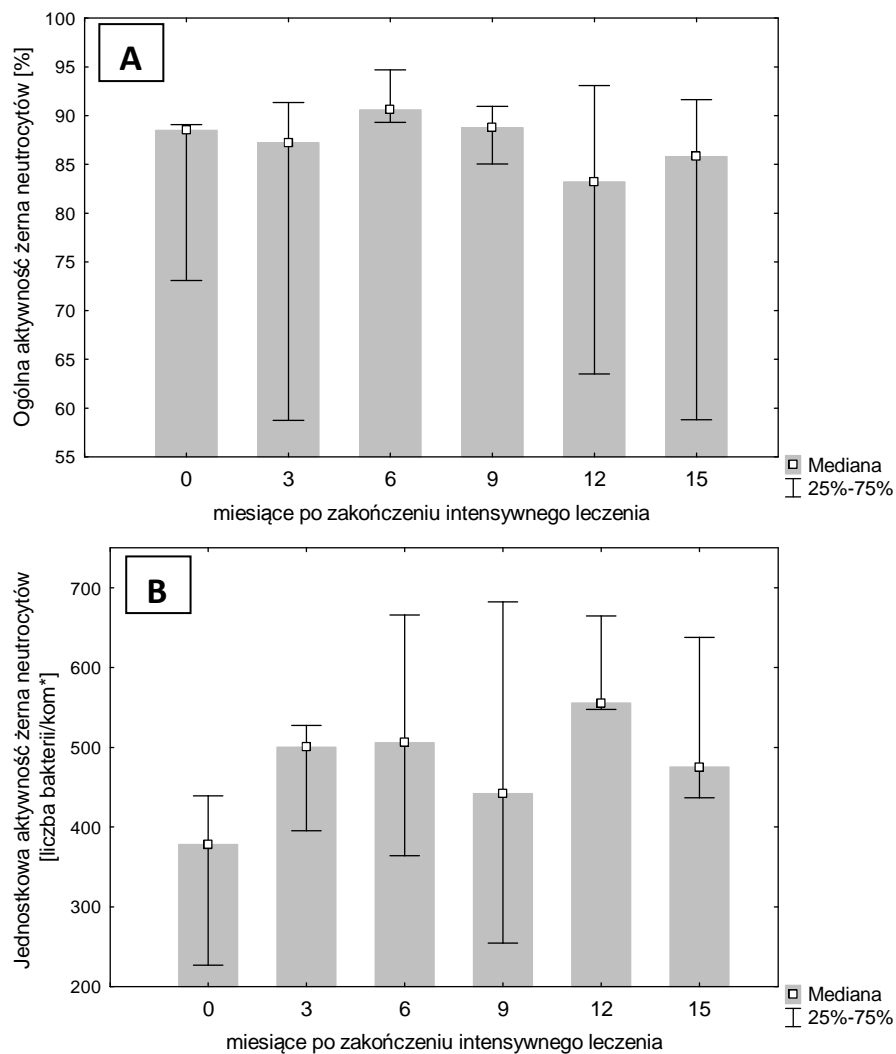 A
Ogólna aktywność żerna neutrocytów [%]
100
95
90
85
80
75
70
65
60
55
0 3 6 9 12 15
miesiące po zakończeniu intensywnego leczenia
Mediana
25%-75%
B
Jednostkowa aktywność żerna neutrocytów
[liczba bakterii/kom*]
700
600
500
400
300
200
0 3 6 9 12 15
miesiące po zakończeniu intensywnego leczenia
Mediana
25%-75%